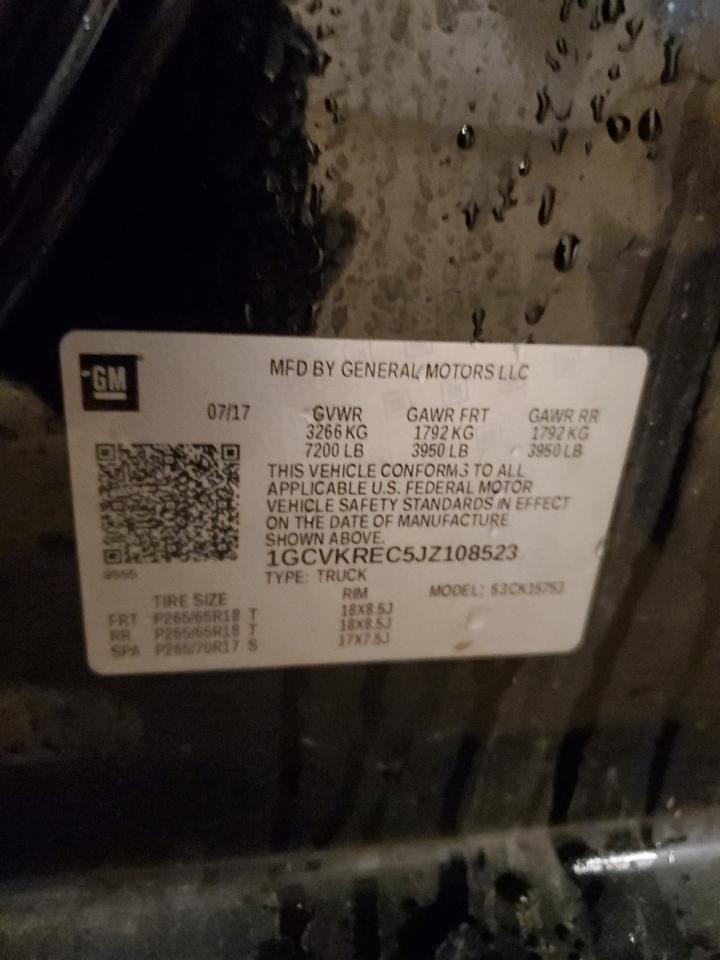 GM
MFD BY GENERAL MOTORS LLC
07/17 GVWR GAWR FRT GAWR RR
3266 KG 1792 KG 1792 KG
7200 LB 3950 LB 3950 LB
THIS VEHICLE CONFORMS TO ALL
APPLICABLE U.S. FEDERAL MOTOR
VEHICLE SAFETY STANDARDS IN EFFECT
ON THE DATE OF MANUFACTURE
SHOWN ABOVE.
1GCVKREC5JZ108523
TYPE: TRUCK
MODEL: 53CK15753
TIRE SIZE RIM
FRT P265/65R18 T 18X8.5J
RR P265/65R18 T 18X8.5J
SPA P265/70R17 S 17X7.5J